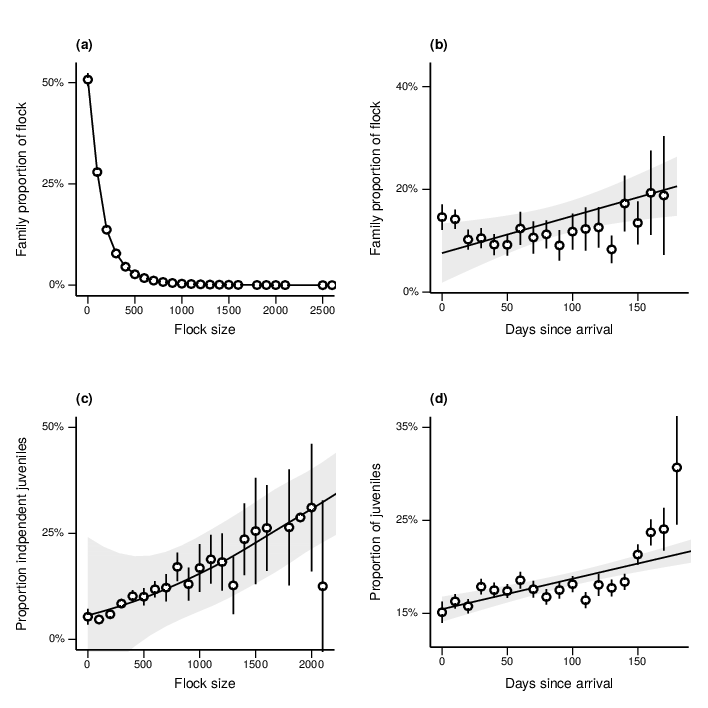 (a)
Family proportion of flock
50%
25%
0%
0 500 1000 1500 2000 2500
Flock size
(b)
Family proportion of flock
40%
20%
0%
0 50 100 150
Days since arrival
(c)
Proportion independent juveniles
50%
25%
0%
0 500 1000 1500 2000
Flock size
(d)
Proportion of juveniles
35%
25%
15%
0 50 100 150
Days since arrival